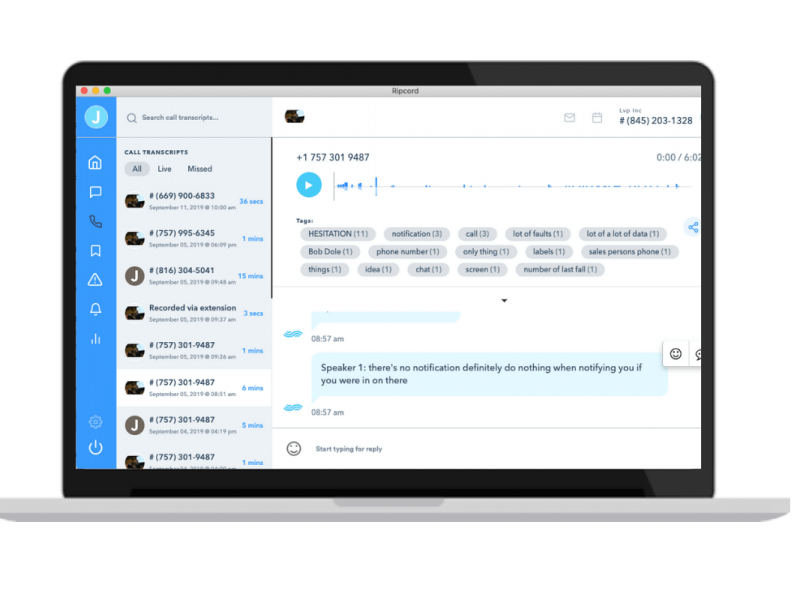 Ripcord
J
Search call transcripts...
Lvp Inc
# (845) 203-1328
CALL TRANSCRIPTS
All Live Missed
# (669) 900-6833
September 11, 2019 @ 10:00 am
36 secs
# (757) 995-6345
September 05, 2019 @ 06:09 pm
1 mins
J
# (816) 304-5041
September 05, 2019 @ 09:48 am
15 mins
Recorded via extension
September 05, 2019 @ 09:37 am
3 secs
# (757) 301-9487
September 05, 2019 @ 09:26 am
1 mins
# (757) 301-9487
September 05, 2019 @ 08:51 am
6 mins
J
# (757) 301-9487
September 04, 2019 @ 04:19 pm
5 mins
# (757) 301-9487
1 mins
+1 757 301 9487
0:00 / 6:02
Tags:
HESITATION (11) notification (3) call (3) lot of faults (1) lot of a lot of data (1)
Bob Dole (1) phone number (1) only thing (1) labels (1) sales persons phone (1)
things (1) idea (1) chat (1) screen (1) number of last fall (1)
08:57 am
Speaker 1: there's no notification definitely do nothing when notifying you if
you were in on there
08:57 am
Start typing for reply